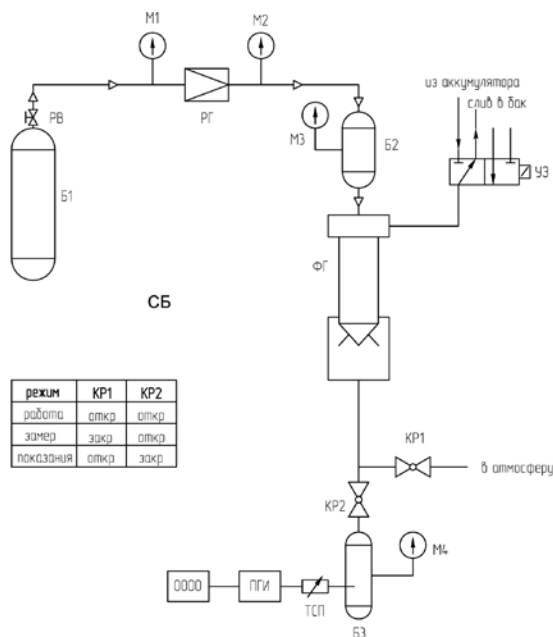 М1
М2
из аккумулятора
слив в бак
РВ
РГ
М3
Б2
УЭ
Б1
ФГ
СБ
режим КР1 КР2
работа откр откр
замер закр откр
показания откр закр
КР1
в атмосферу
КР2
М4
0000
ПГИ
ТСП
Б3